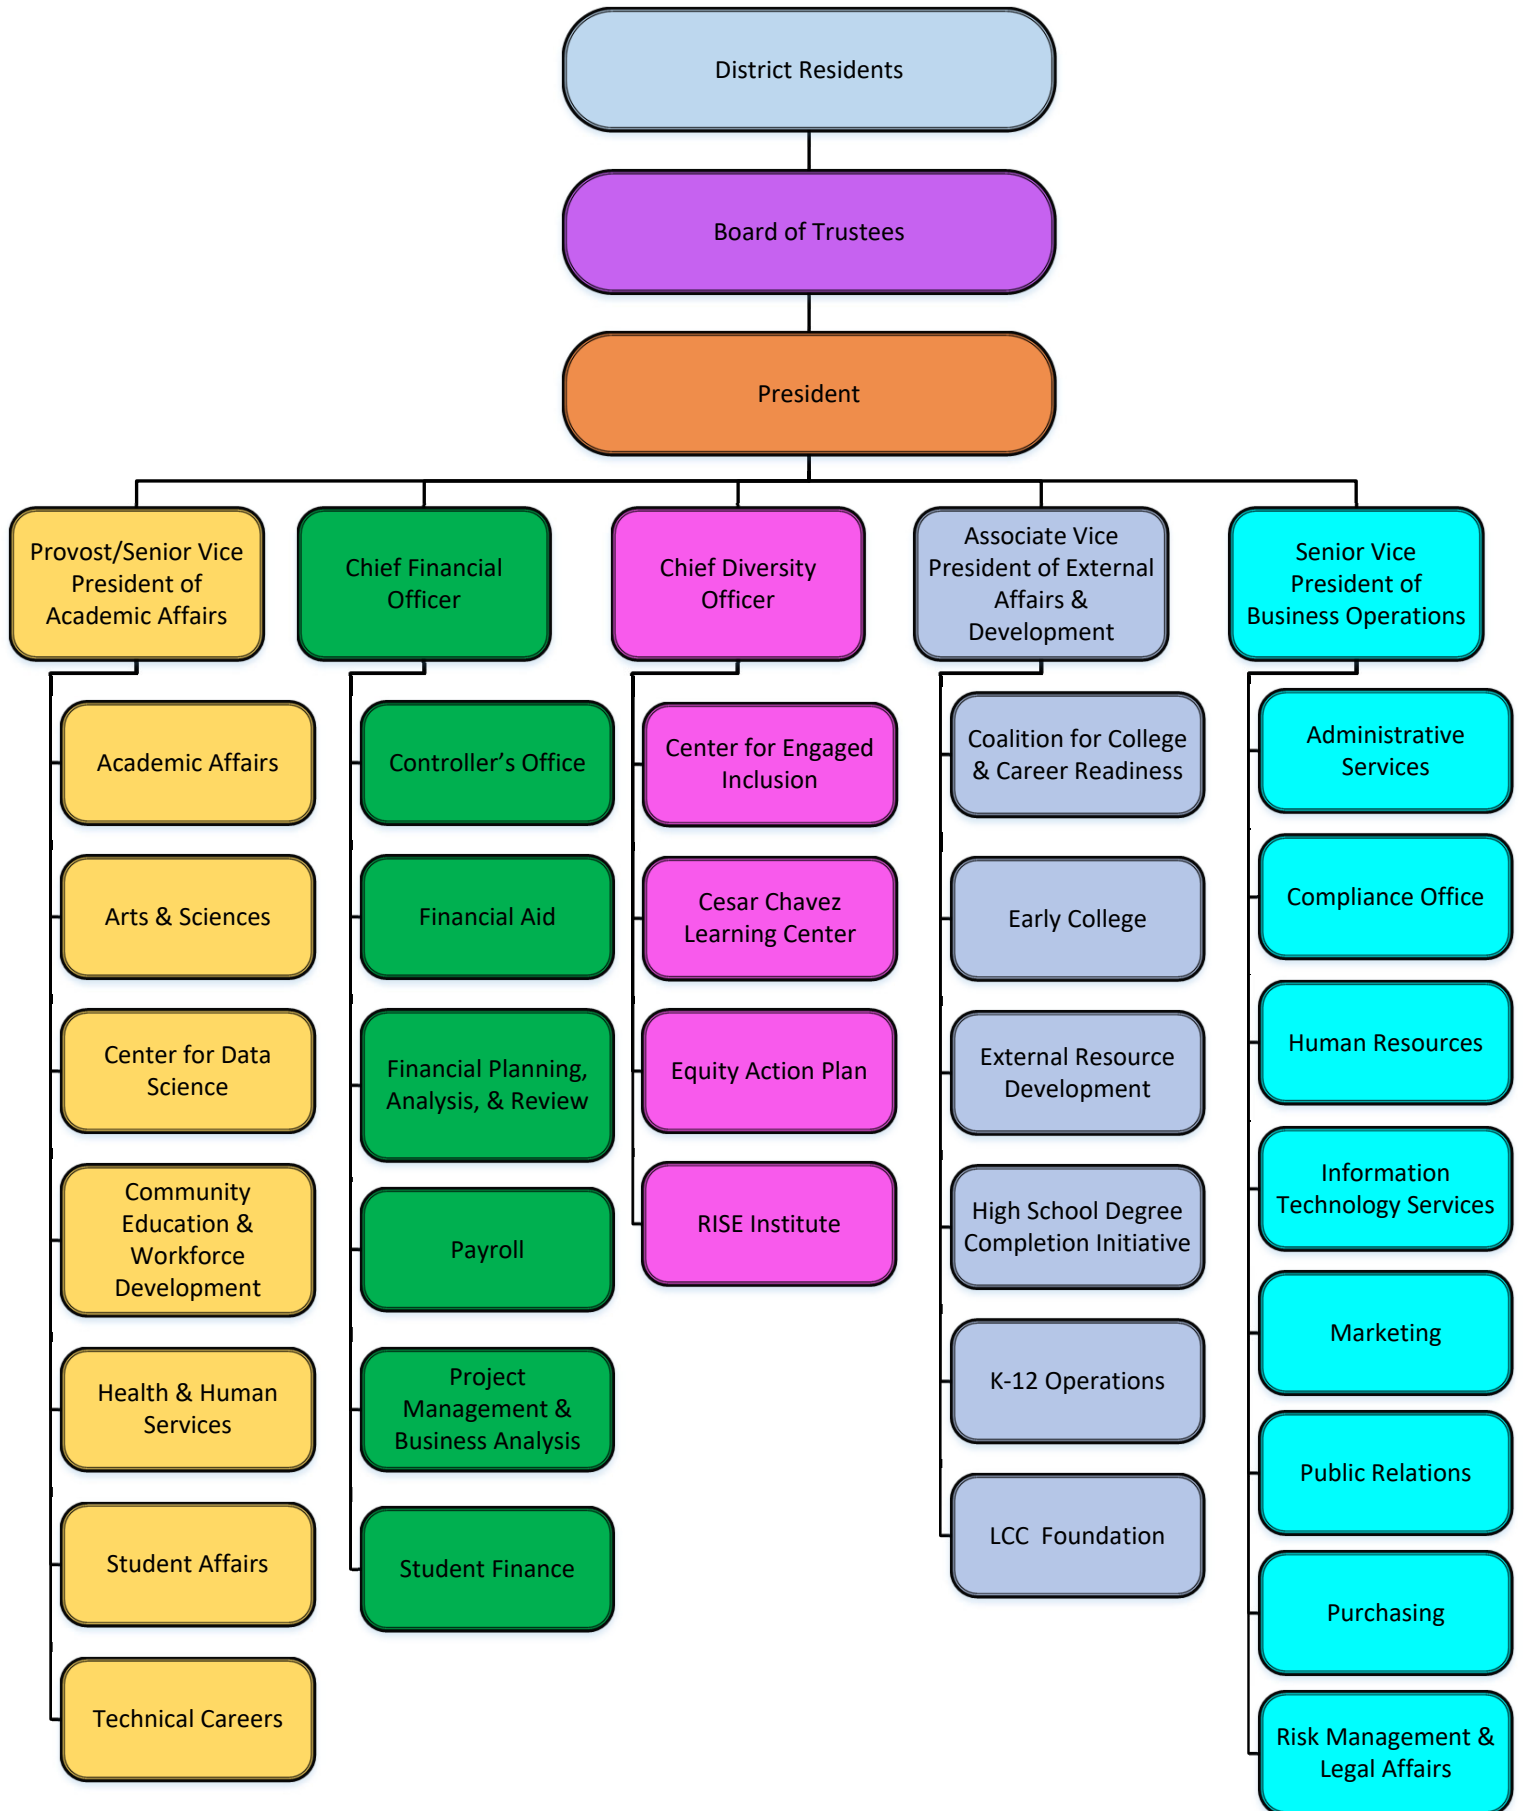 District Residents
Board of Trustees
President
Provost/Senior Vice
President of
Academic Affairs
Chief Financial
Officer
Chief Diversity
Officer
Associate Vice
President of External
Affairs &
Development
Senior Vice
President of
Business Operations
Academic Affairs
Arts & Sciences
Center for Data
Science
Community
Education &
Workforce
Development
Health & Human
Services
Student Affairs
Technical Careers
Controller’s Office
Financial Aid
Financial Planning,
Analysis, & Review
Payroll
Project
Management &
Business Analysis
Student Finance
Center for Engaged
Inclusion
Cesar Chavez
Learning Center
Equity Action Plan
RISE Institute
Coalition for College
& Career Readiness
Early College
External Resource
Development
High School Degree
Completion Initiative
K-12 Operations
LCC  Foundation
Administrative
Services
Compliance Office
Human Resources
Information
Technology Services
Marketing
Public Relations
Purchasing
Risk Management &
Legal Affairs